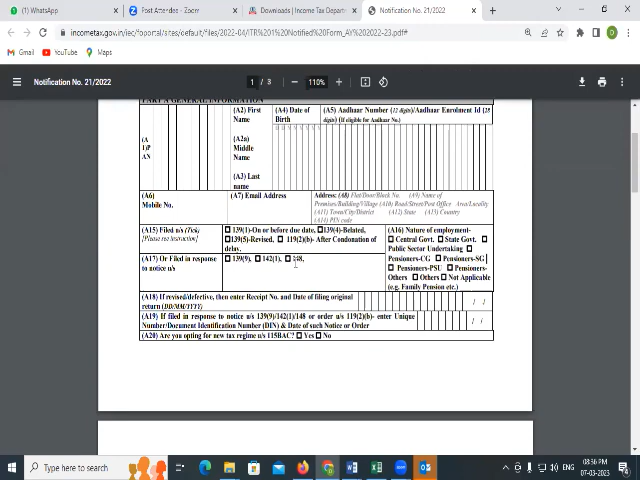 (1) WhatsApp
Post Attendee - Zoom
Downloads | Income Tax Depar
Notification No. 21/2022
incometax.gov.in/iec/foportal/sites/default/files/2022-04/ITR%201%20Notified%20Form_AY%202022-23.pdf#
Gmail
YouTube
Maps
Notification No. 21/2022
1 / 3
110%
PART A GENERAL INFORMATION
(A
1)P
AN
(A2) First
Name
(A2a)
Middle
Name
(A3) Last
name
(A4) Date of
Birth
(A5) Aadhaar Number (12 digits)/Aadhaar Enrolment Id (28
digits) (If eligible for Aadhaar No.)
(A6)
Mobile No.
(A7) Email Address
Address: (A8) Flat/Door/Block No. (A9) Name of
Premises/Building/Village (A10) Road/Street/Post Office Area/Locality
(A11) Town/City/District (A12) State (A13) Country
(A14) PIN code
(A15) Filed u/s (Tick)
[Please see instruction]
139(1)-On or before due date, 139(4)-Belated,
139(5)-Revised, 119(2)(b)- After Condonation of
delay.
(A16) Nature of employment-
Central Govt. State Govt.
Public Sector Undertaking
Pensioners-CG Pensioners-SG
Pensioners-PSU Pensioners-
Others Others Not Applicable
(e.g. Family Pension etc.)
(A17) Or Filed in response
to notice u/s
139(9), 142(1), 148,
(A18) If revised/defective, then enter Receipt No. and Date of filing original
return (DD/MM/YYYY)
/ /
(A19) If filed in response to notice u/s 139(9)/142(1)/148 or order u/s 119(2)(b)- enter Unique
Number/Document Identification Number (DIN) & Date of such Notice or Order
/ /
(A20) Are you opting for new tax regime u/s 115BAC? Yes No
Type here to search
ENG
08:36 PM
07-03-2023